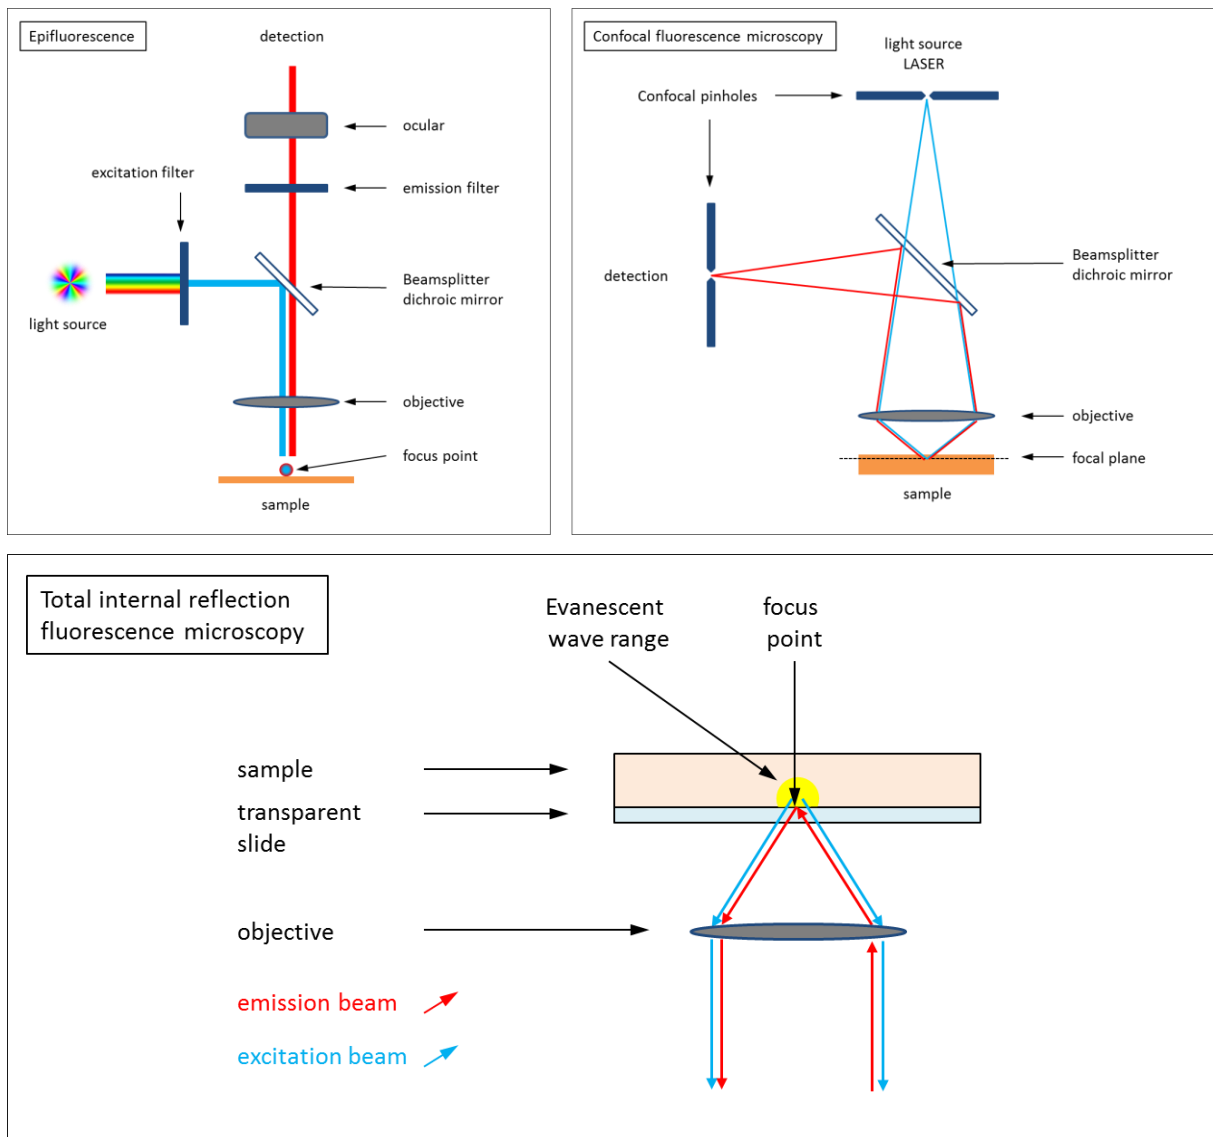 Epifluorescence
detection
ocular
excitation filter
emission filter
Beamsplitter
dichroic mirror
light source
objective
focus point
sample
Confocal fluorescence microscopy
light source
LASER
Confocal pinholes
detection
Beamsplitter
dichroic mirror
objective
focal plane
sample
Total internal reflection
fluorescence microscopy
Evanescent
wave range
focus
point
sample
transparent
slide
objective
emission beam
excitation beam